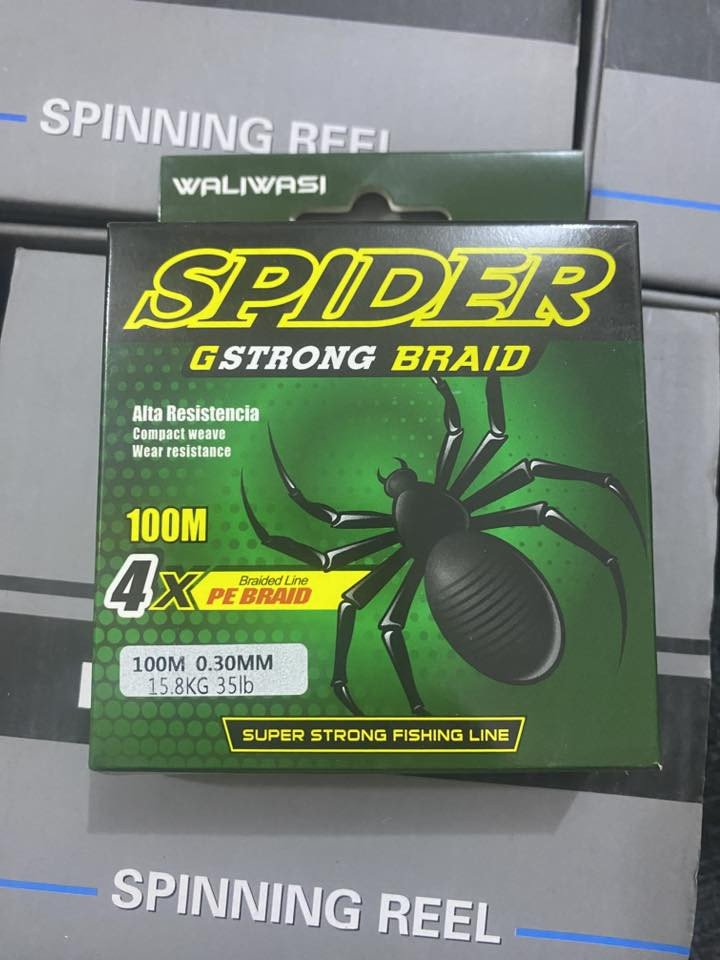 SPINNING REEL
WALIWASI
SPIDER
GSTRONG BRAID
Alta Resistencia
Compact weave
Wear resistance
100M
4X Braided Line
PE BRAID
100M 0.30MM
15.8KG 35lb
SUPER STRONG FISHING LINE
SPINNING REEL